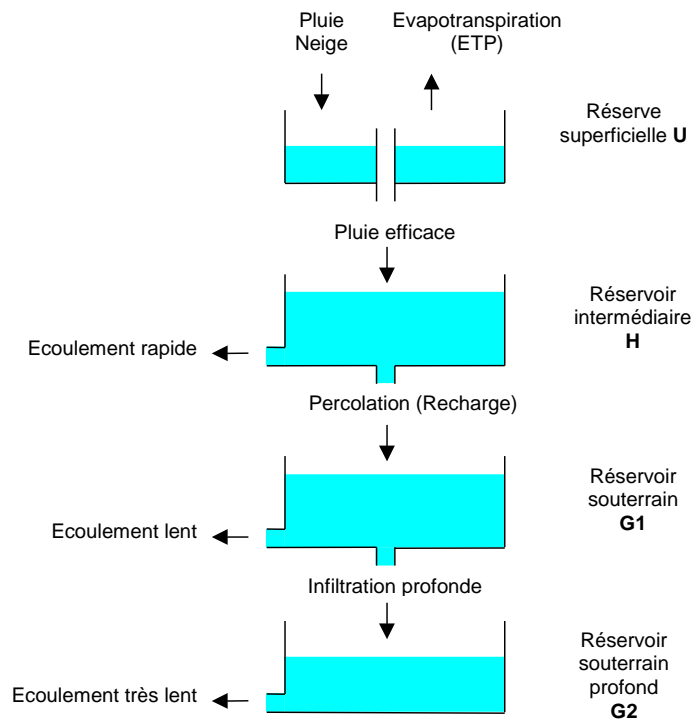 Pluie
Neige
Evapotranspiration
(ETP)
Réserve
superficielle U
Pluie efficace
Réservoir
intermédiaire
H
Ecoulement rapide
Percolation (Recharge)
Réservoir
souterrain
G1
Ecoulement lent
Infiltration profonde
Réservoir
souterrain
profond
G2
Ecoulement très lent